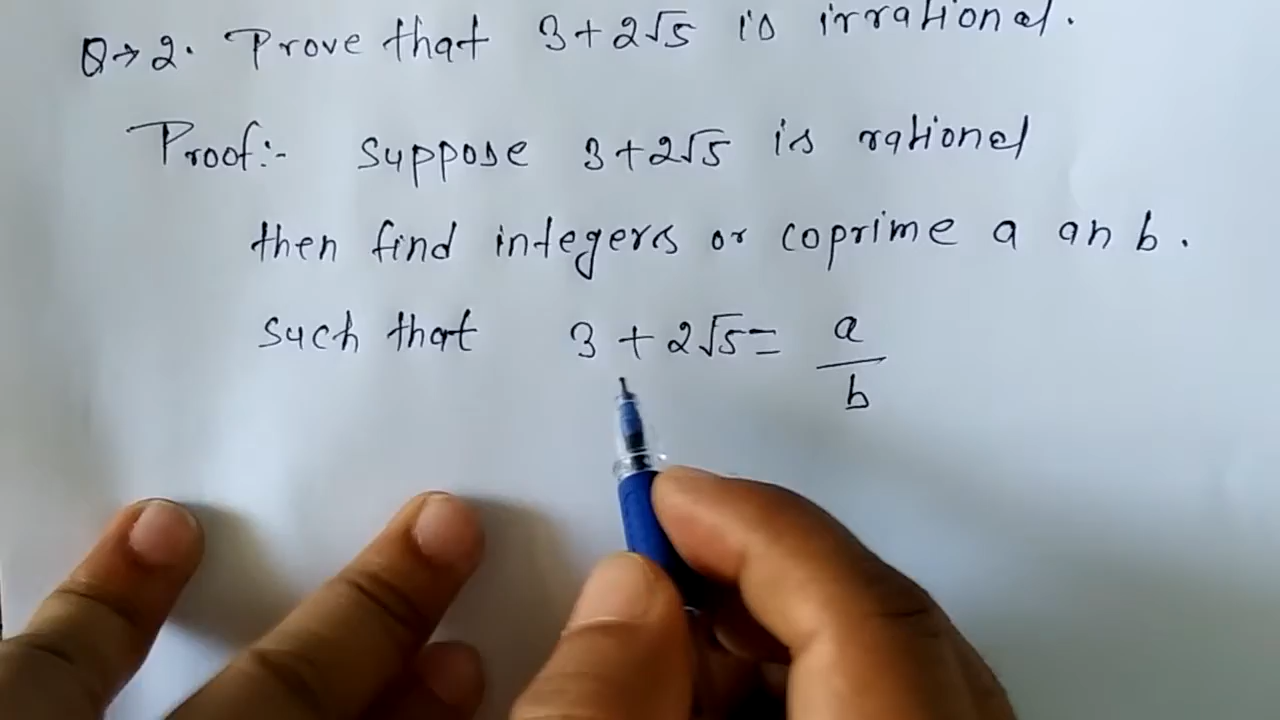 Q→2. Prove that 3+2√5 is irrational.
Proof:- Suppose 3+2√5 is rational
then find integers or coprime a an b.
Such that 3+2√5= a/b